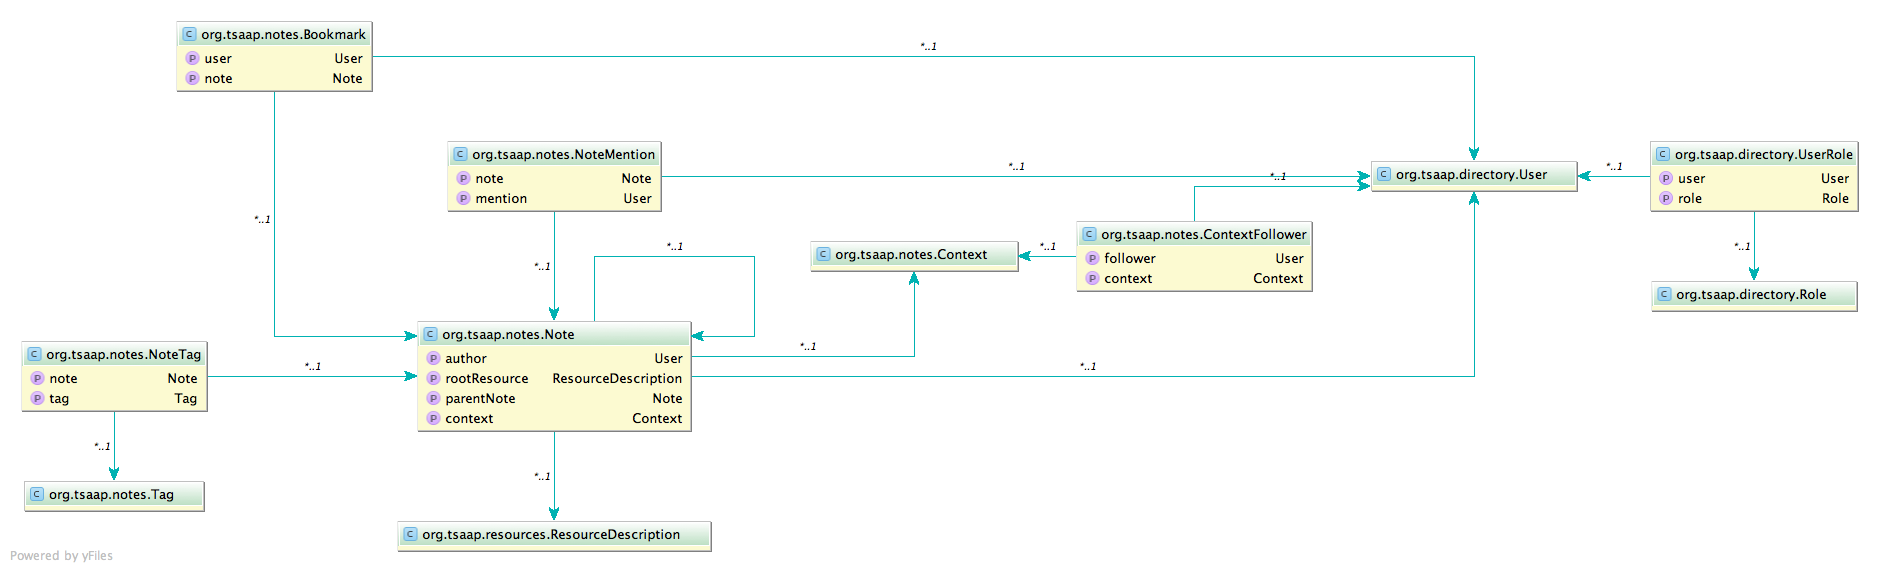 C org.tsaap.notes.Bookmark
P user User
P note Note
*..1
*..1
C org.tsaap.notes.NoteMention
P note Note
P mention User
*..1
*..1
C org.tsaap.directory.User
*..1
C org.tsaap.directory.UserRole
P user User
P role Role
*..1
*..1
C org.tsaap.directory.Role
C org.tsaap.notes.ContextFollower
P follower User
P context Context
*..1
C org.tsaap.notes.Context
*..1
*..1
C org.tsaap.notes.Note
P author User
P rootResource ResourceDescription
P parentNote Note
P context Context
*..1
*..1
C org.tsaap.notes.NoteTag
P note Note
P tag Tag
*..1
*..1
C org.tsaap.notes.Tag
*..1
C org.tsaap.resources.ResourceDescription
Powered by yFiles